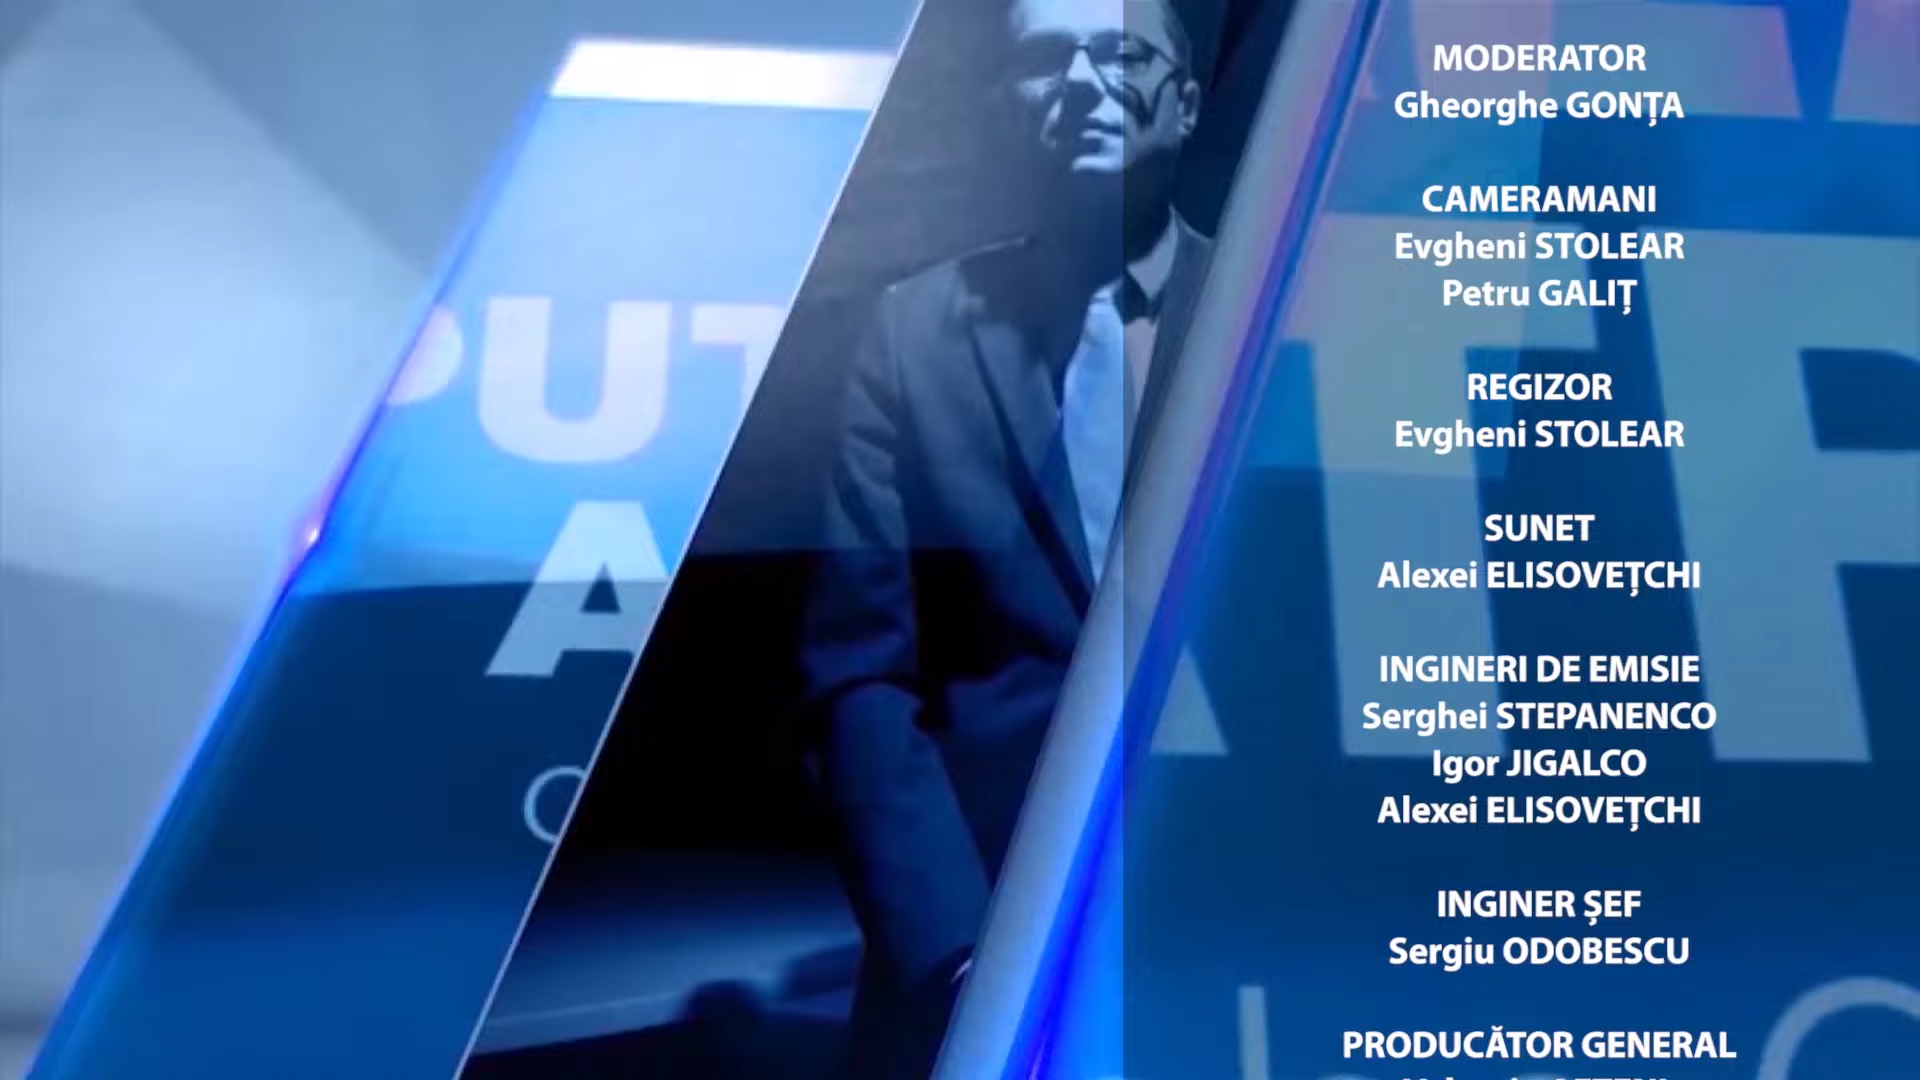 PUT
A
MODERATOR
Gheorghe GONȚA
CAMERAMANI
Evgheni STOLEAR
Petru GALIȚ
REGIZOR
Evgheni STOLEAR
SUNET
Alexei ELISOVEȚCHI
INGINERI DE EMISIE
Serghei STEPANENCO
Igor JIGALCO
Alexei ELISOVEȚCHI
INGINER ȘEF
Sergiu ODOBESCU
PRODUCĂTOR GENERAL